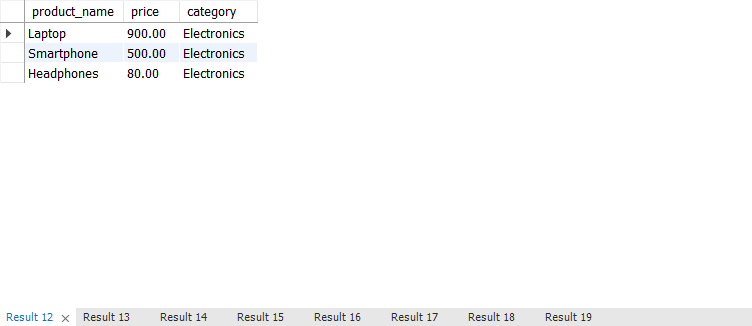 product_name price category
Laptop 900.00 Electronics
Smartphone 500.00 Electronics
Headphones 80.00 Electronics
Result 12 Result 13 Result 14 Result 15 Result 16 Result 17 Result 18 Result 19